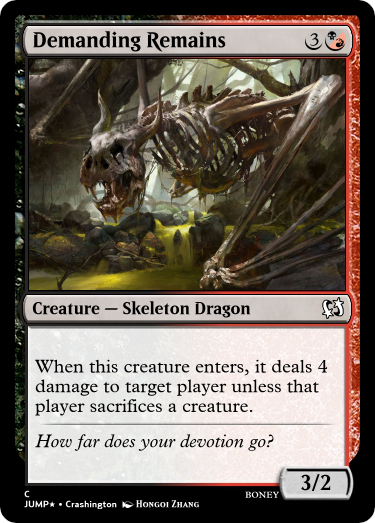 Demanding Remains 3
Creature — Skeleton Dragon
When this creature enters, it deals 4
damage to target player unless that
player sacrifices a creature.
How far does your devotion go?
3/2
C
JUMP★ • Crashington Hongqi Zhang
BONEY